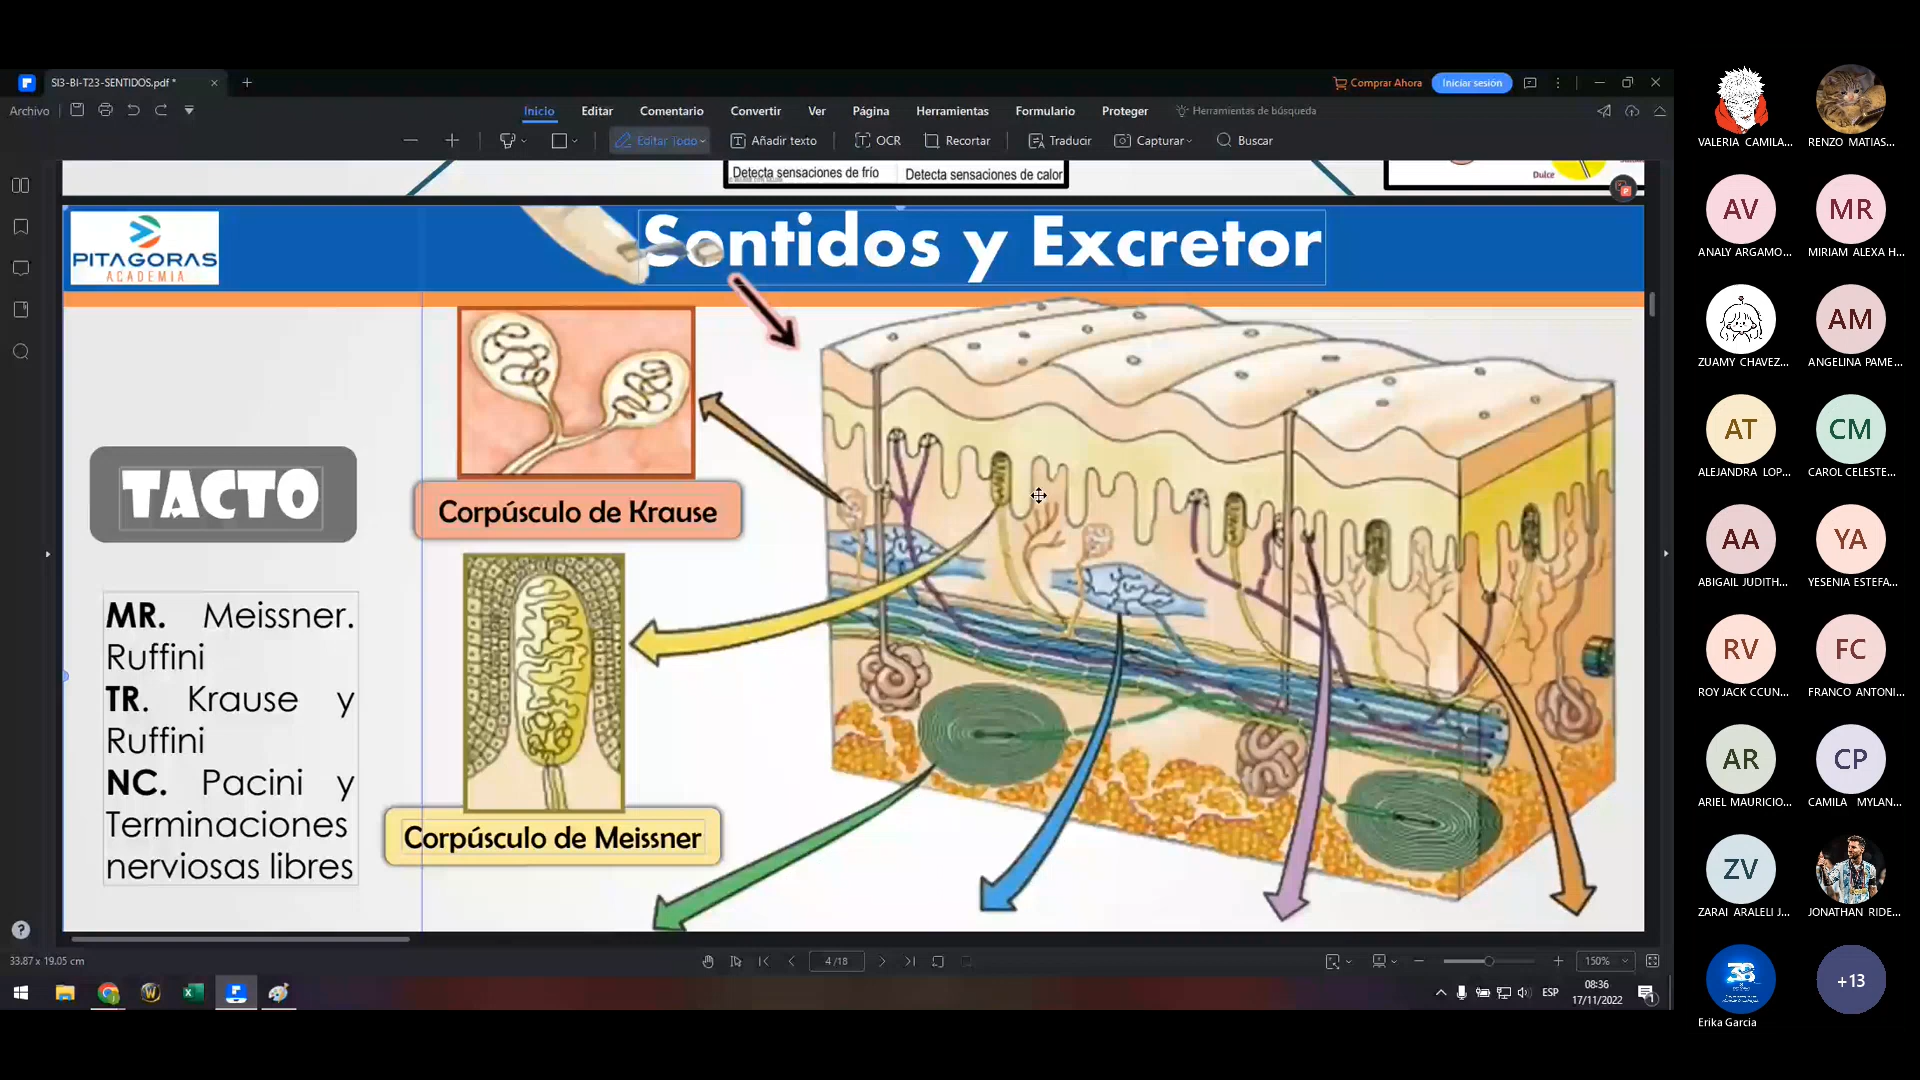 SI3-BI-T23-SENTIDOS.pdf *
Comprar Ahora
Iniciar sesión
Archivo
Inicio
Editar
Comentario
Convertir
Ver
Página
Herramientas
Formulario
Proteger
Herramientas de búsqueda
Editar Todo
Añadir texto
OCR
Recortar
Traducir
Capturar
Buscar
Detecta sensaciones de frío
Detecta sensaciones de calor
Dulce
PITAGORAS
ACADEMIA
Sentidos y Excretor
TACTO
MR. Meissner.
Ruffini
TR. Krause y
Ruffini
NC. Pacini y
Terminaciones
nerviosas libres
Corpúsculo de Krause
Corpúsculo de Meissner
33.87 x 19.05 cm
4 /18
150%
ESP
08:36
17/11/2022
VALERIA CAMILA...
RENZO MATIAS...
AV
ANALY ARGAMO...
MR
MIRIAM ALEXA H...
ZUAMY CHAVEZ...
AM
ANGELINA PAME...
AT
ALEJANDRA LOP...
CM
CAROL CELESTE...
AA
ABIGAIL JUDITH...
YA
YESENIA ESTEFA...
RV
ROY JACK CCUN...
FC
FRANCO ANTONI...
AR
ARIEL MAURICIO...
CP
CAMILA MYLAN...
ZV
ZARAI ARALELI J...
JONATHAN RIDE...
Erika Garcia
+13